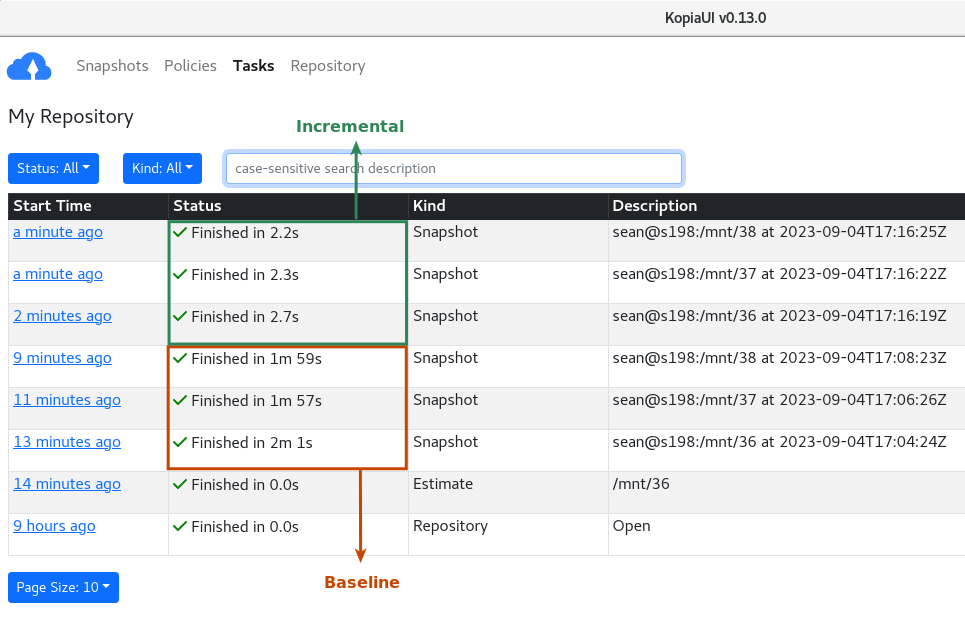 KopiaUI v0.13.0
Snapshots Policies Tasks Repository
My Repository
Incremental
Status: All Kind: All case-sensitive search description
Start Time Status Kind Description
a minute ago Finished in 2.2s Snapshot sean@s198:/mnt/38 at 2023-09-04T17:16:25Z
a minute ago Finished in 2.3s Snapshot sean@s198:/mnt/37 at 2023-09-04T17:16:22Z
2 minutes ago Finished in 2.7s Snapshot sean@s198:/mnt/36 at 2023-09-04T17:16:19Z
9 minutes ago Finished in 1m 59s Snapshot sean@s198:/mnt/38 at 2023-09-04T17:08:23Z
11 minutes ago Finished in 1m 57s Snapshot sean@s198:/mnt/37 at 2023-09-04T17:06:26Z
13 minutes ago Finished in 2m 1s Snapshot sean@s198:/mnt/36 at 2023-09-04T17:04:24Z
14 minutes ago Finished in 0.0s Estimate /mnt/36
9 hours ago Finished in 0.0s Repository Open
Baseline
Page Size: 10